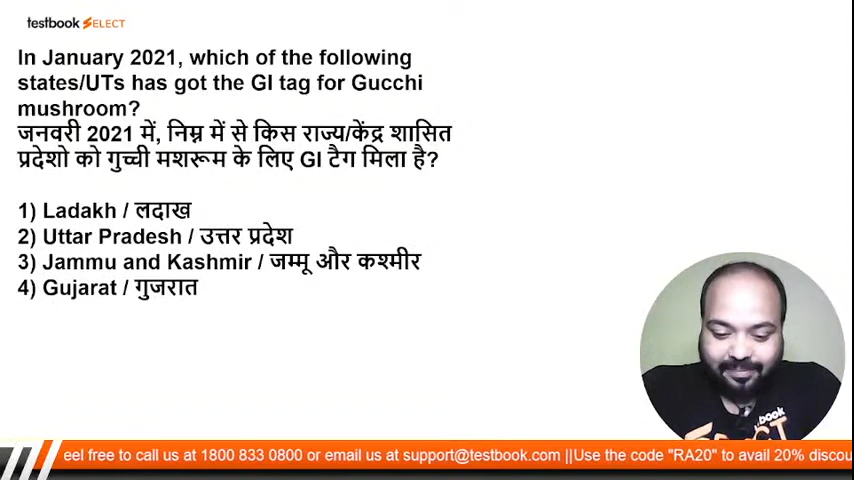 testbook SELECT
In January 2021, which of the following
states/UTs has got the GI tag for Gucchi
mushroom?
जनवरी 2021 में, निम्न में से किस राज्य/केंद्र शासित
प्रदेशो को गुच्ची मशरूम के लिए GI टैग मिला है?
1) Ladakh / लदाख
2) Uttar Pradesh / उत्तर प्रदेश
3) Jammu and Kashmir / जम्मू और कश्मीर
4) Gujarat / गुजरात
book
eel free to call us at 1800 833 0800 or email us at support@testbook.com ||Use the code "RA20" to avail 20% discou